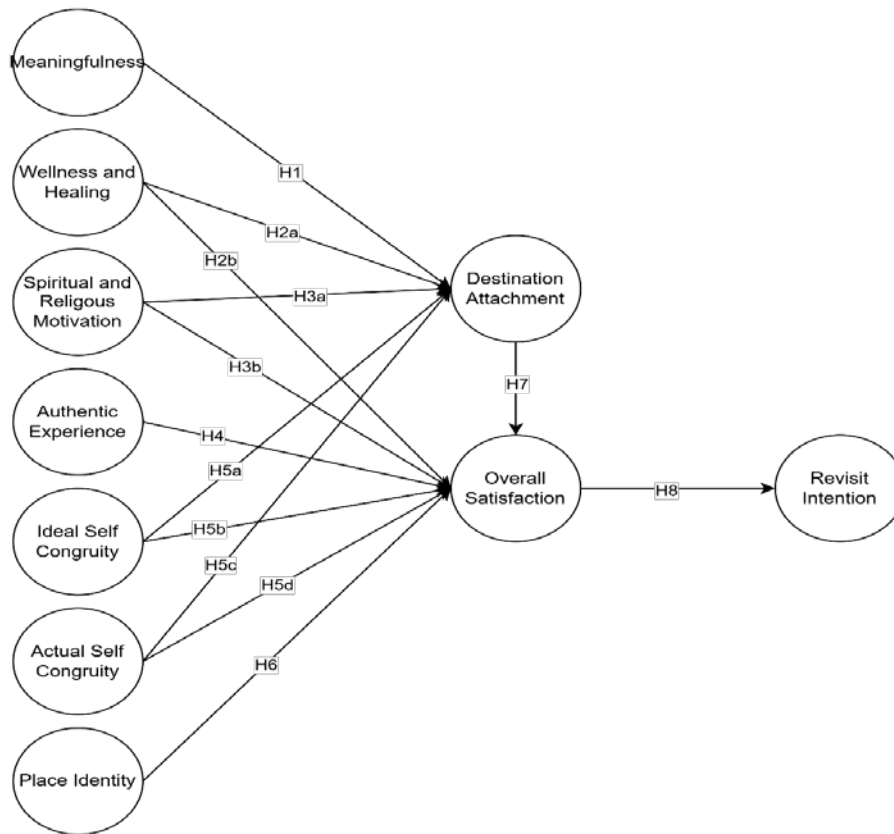 Meaningfulness
H1
Wellness and
Healing
H2a
H2b
Spiritual and
Religous
Motivation
H3a
H3b
Destination
Attachment
H7
Authentic
Experience
H4
H5a
Ideal Self
Congruity
H5b
H5c
Overall
Satisfaction
H8
Revisit
Intention
Actual Self
Congruity
H5d
H6
Place Identity